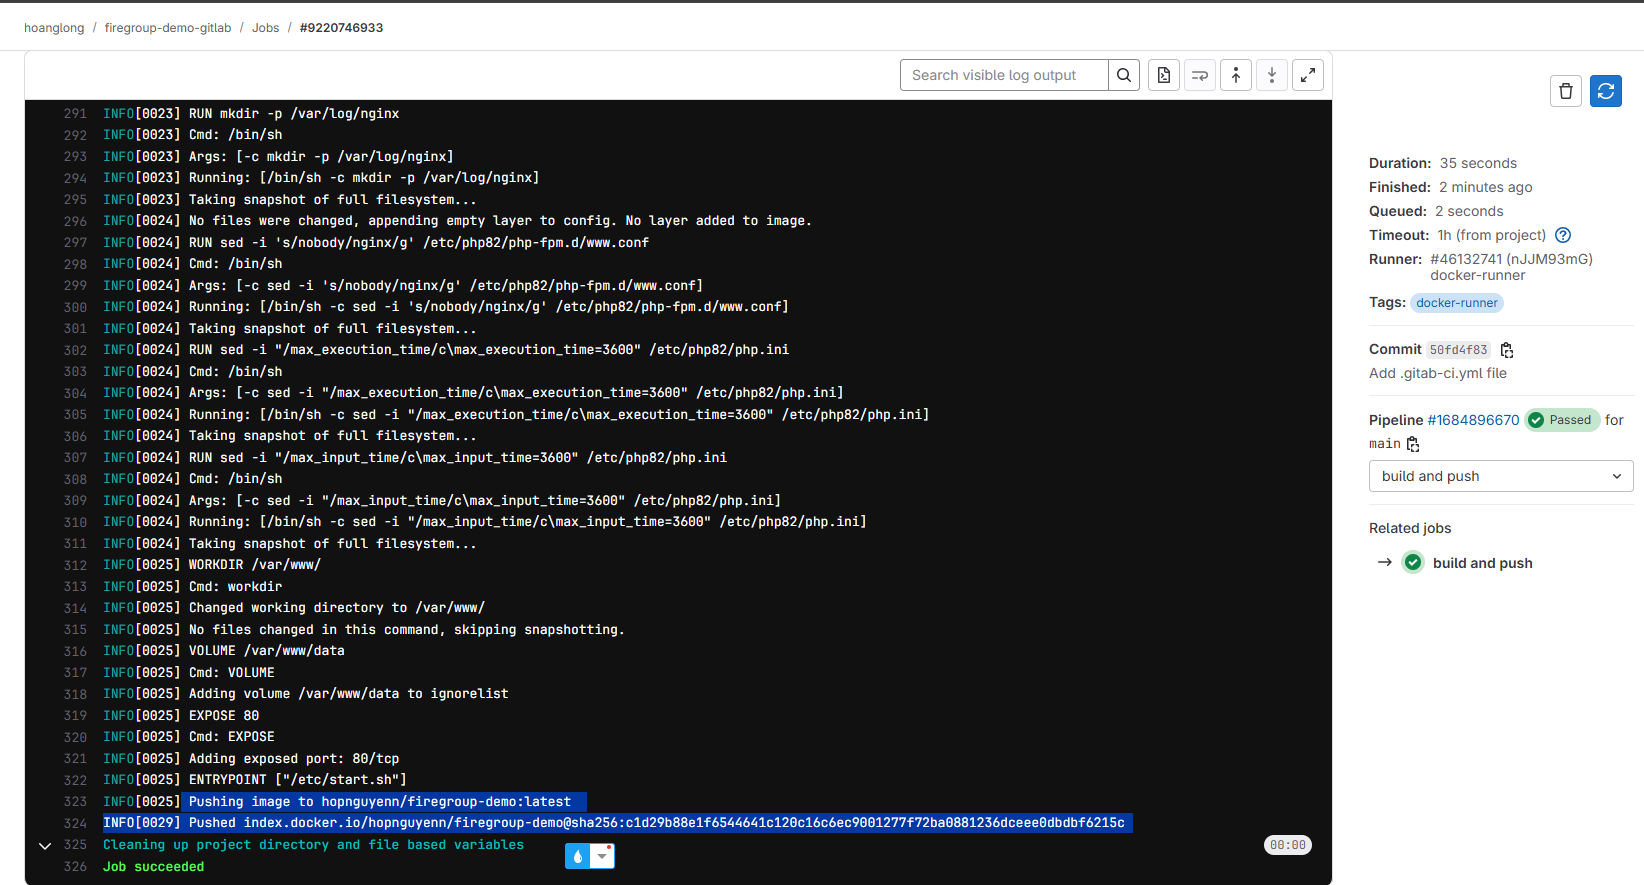 hoanglong / firegroup-demo-gitlab / Jobs / #9220746933
Search visible log output
291 INFO[0023] RUN mkdir -p /var/log/nginx
292 INFO[0023] Cmd: /bin/sh
293 INFO[0023] Args: [-c mkdir -p /var/log/nginx]
294 INFO[0023] Running: [/bin/sh -c mkdir -p /var/log/nginx]
295 INFO[0023] Taking snapshot of full filesystem...
296 INFO[0024] No files were changed, appending empty layer to config. No layer added to image.
297 INFO[0024] RUN sed -i 's/nobody/nginx/g' /etc/php82/php-fpm.d/www.conf
298 INFO[0024] Cmd: /bin/sh
299 INFO[0024] Args: [-c sed -i 's/nobody/nginx/g' /etc/php82/php-fpm.d/www.conf]
300 INFO[0024] Running: [/bin/sh -c sed -i 's/nobody/nginx/g' /etc/php82/php-fpm.d/www.conf]
301 INFO[0024] Taking snapshot of full filesystem...
302 INFO[0024] RUN sed -i "/max_execution_time/c\max_execution_time=3600" /etc/php82/php.ini
303 INFO[0024] Cmd: /bin/sh
304 INFO[0024] Args: [-c sed -i "/max_execution_time/c\max_execution_time=3600" /etc/php82/php.ini]
305 INFO[0024] Running: [/bin/sh -c sed -i "/max_execution_time/c\max_execution_time=3600" /etc/php82/php.ini]
306 INFO[0024] Taking snapshot of full filesystem...
307 INFO[0024] RUN sed -i "/max_input_time/c\max_input_time=3600" /etc/php82/php.ini
308 INFO[0024] Cmd: /bin/sh
309 INFO[0024] Args: [-c sed -i "/max_input_time/c\max_input_time=3600" /etc/php82/php.ini]
310 INFO[0024] Running: [/bin/sh -c sed -i "/max_input_time/c\max_input_time=3600" /etc/php82/php.ini]
311 INFO[0024] Taking snapshot of full filesystem...
312 INFO[0025] WORKDIR /var/www/
313 INFO[0025] Cmd: workdir
314 INFO[0025] Changed working directory to /var/www/
315 INFO[0025] No files changed in this command, skipping snapshotting.
316 INFO[0025] VOLUME /var/www/data
317 INFO[0025] Cmd: VOLUME
318 INFO[0025] Adding volume /var/www/data to ignorelist
319 INFO[0025] EXPOSE 80
320 INFO[0025] Cmd: EXPOSE
321 INFO[0025] Adding exposed port: 80/tcp
322 INFO[0025] ENTRYPOINT ["/etc/start.sh"]
323 INFO[0025] Pushing image to hopnguyenn/firegroup-demo:latest
324 INFO[0029] Pushed index.docker.io/hopnguyenn/firegroup-demo@sha256:c1d29b88e1f6544641c120c16c6ec9001277f72ba0881236dceee0dbdbf6215c
325 Cleaning up project directory and file based variables 00:00
326 Job succeeded
Duration: 35 seconds
Finished: 2 minutes ago
Queued: 2 seconds
Timeout: 1h (from project)
Runner: #46132741 (nJJM93mG)
docker-runner
Tags: docker-runner
Commit 50fd4f83
Add .gitab-ci.yml file
Pipeline #1684896670 Passed for
main
build and push
Related jobs
→ build and push